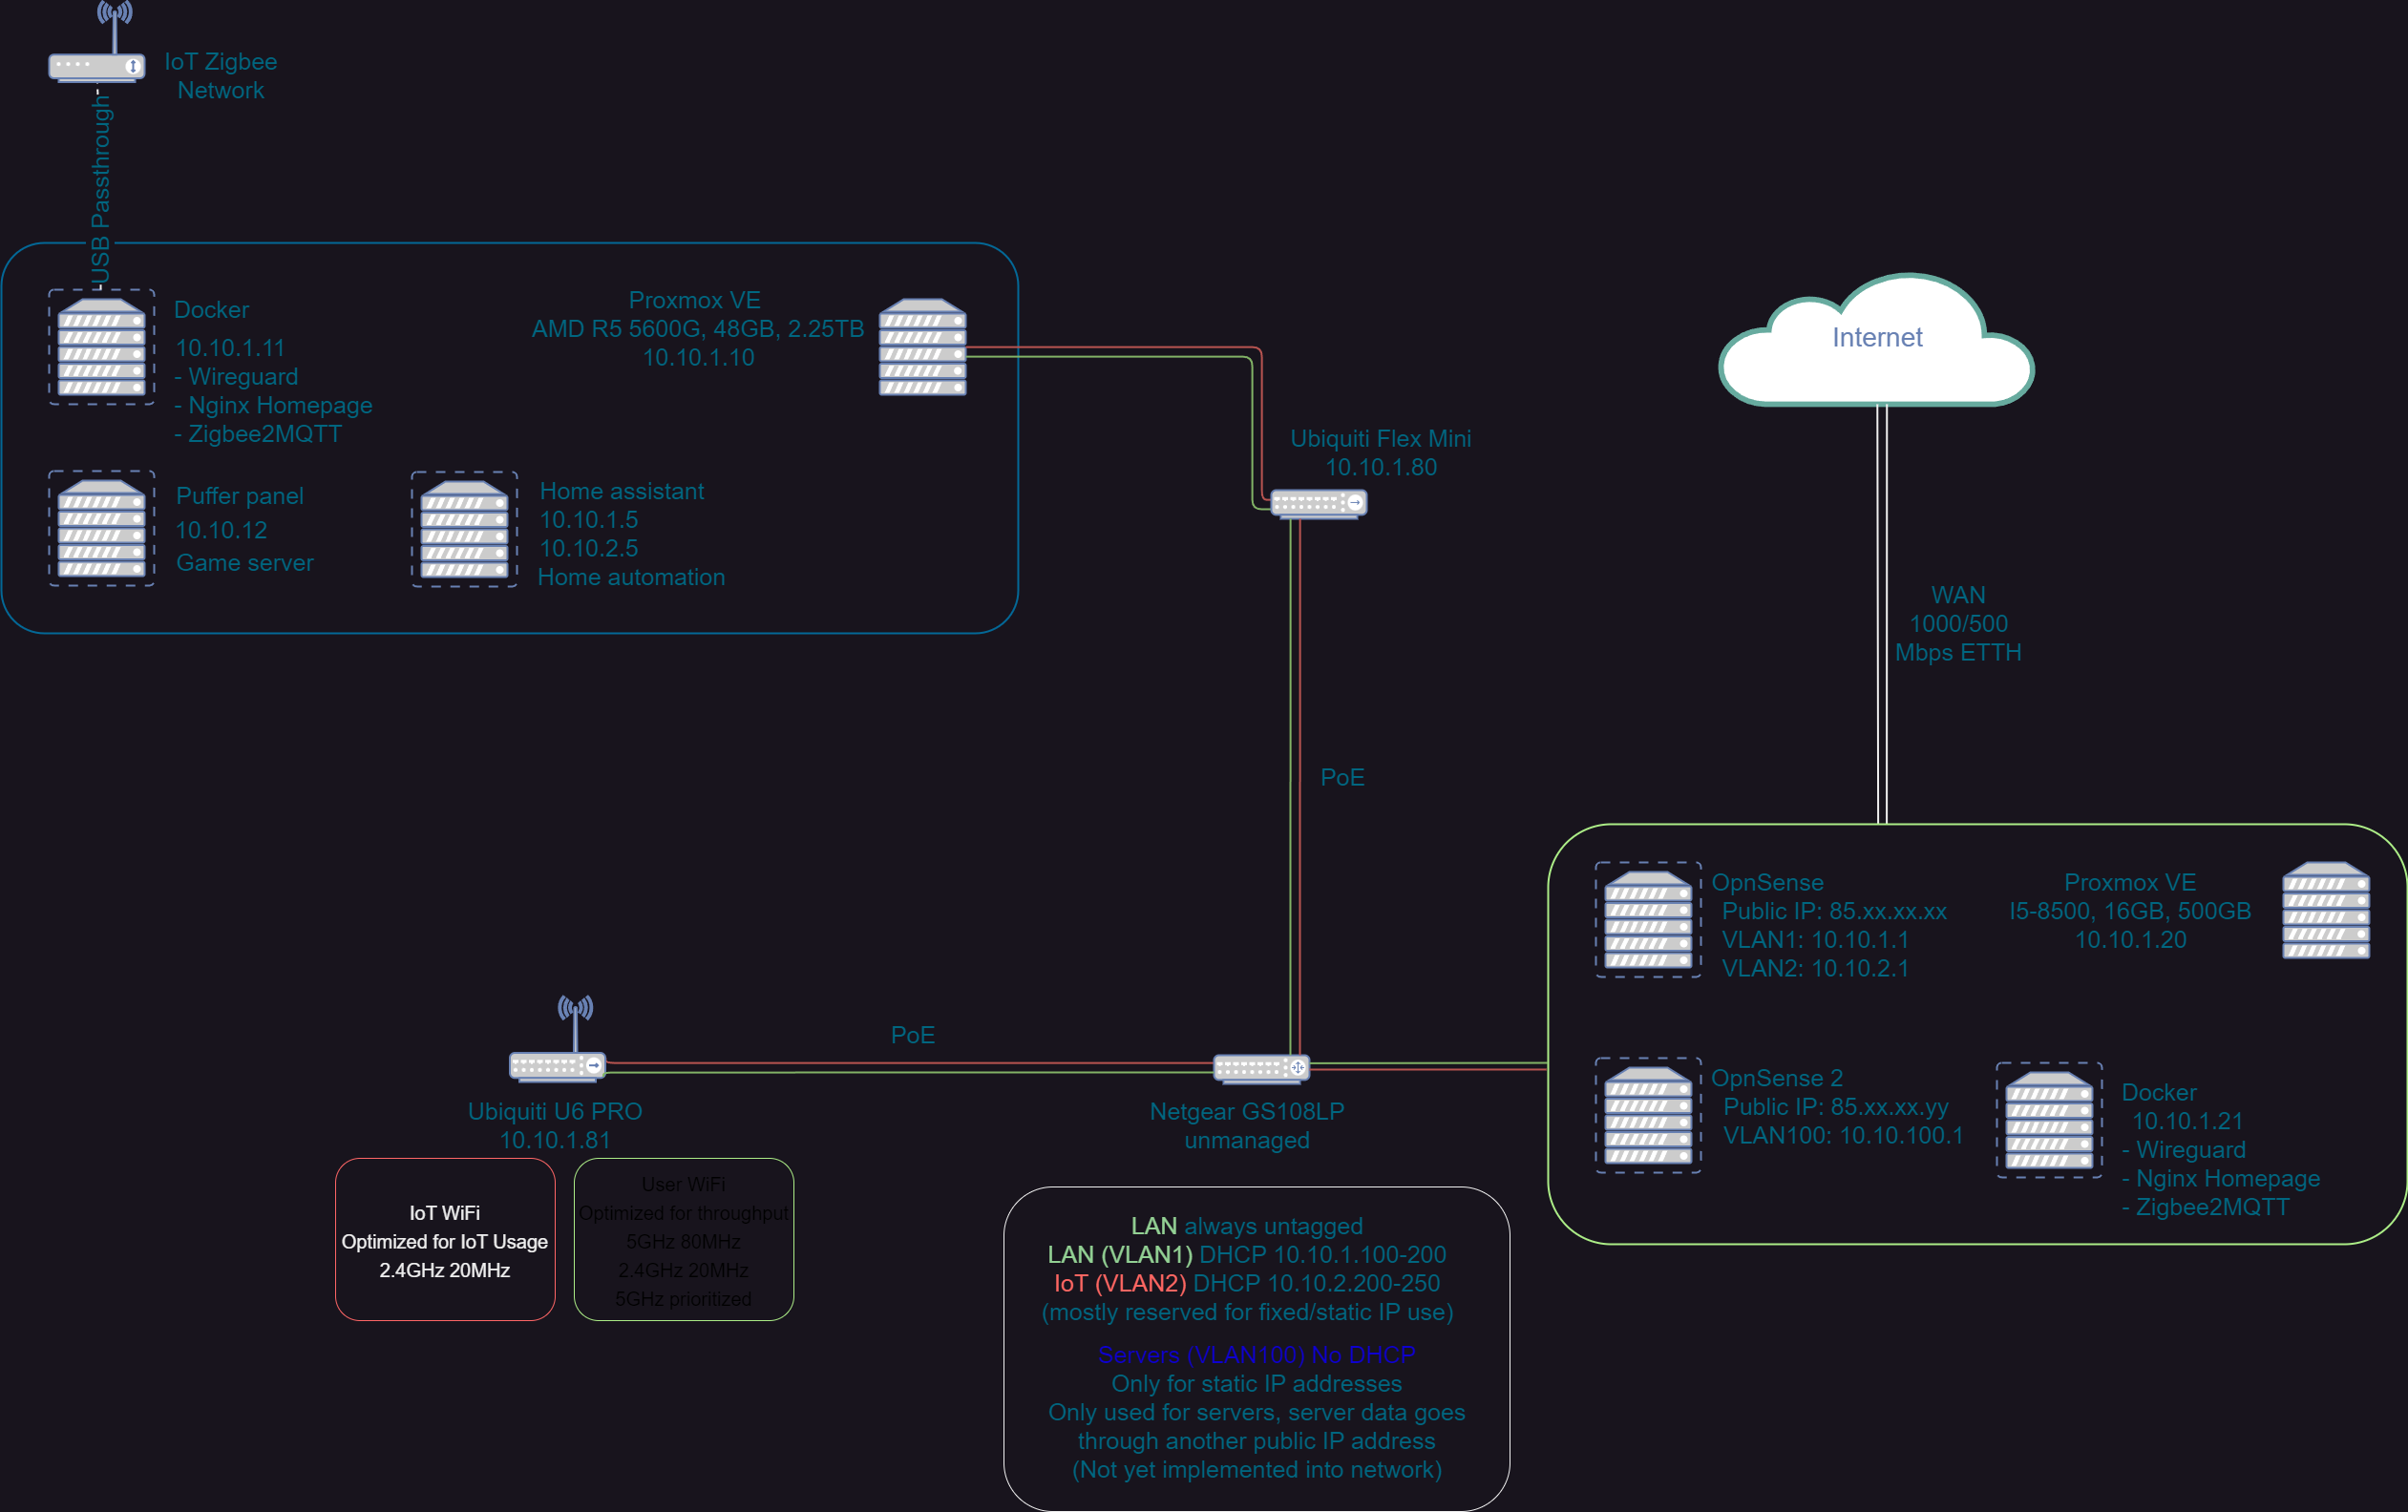 IoT Zigbee
Network
USB Passthrough
Docker
10.10.1.11
- Wireguard
- Nginx Homepage
- Zigbee2MQTT
Proxmox VE
AMD R5 5600G, 48GB, 2.25TB
10.10.1.10
Puffer panel
10.10.12
Game server
Home assistant
10.10.1.5
10.10.2.5
Home automation
Ubiquiti Flex Mini
10.10.1.80
Internet
WAN
1000/500
Mbps ETTH
PoE
OpnSense
Public IP: 85.xx.xx.xx
VLAN1: 10.10.1.1
VLAN2: 10.10.2.1
Proxmox VE
I5-8500, 16GB, 500GB
10.10.1.20
OpnSense 2
Public IP: 85.xx.xx.yy
VLAN100: 10.10.100.1
Docker
10.10.1.21
- Wireguard
- Nginx Homepage
- Zigbee2MQTT
PoE
Ubiquiti U6 PRO
10.10.1.81
Netgear GS108LP
unmanaged
IoT WiFi
Optimized for IoT Usage
2.4GHz 20MHz
User WiFi
Optimized for throughput
5GHz 80MHz
2.4GHz 20MHz
5GHz prioritized
LAN always untagged
LAN (VLAN1) DHCP 10.10.1.100-200
IoT (VLAN2) DHCP 10.10.2.200-250
(mostly reserved for fixed/static IP use)
Servers (VLAN100) No DHCP
Only for static IP addresses
Only used for servers, server data goes
through another public IP address
(Not yet implemented into network)